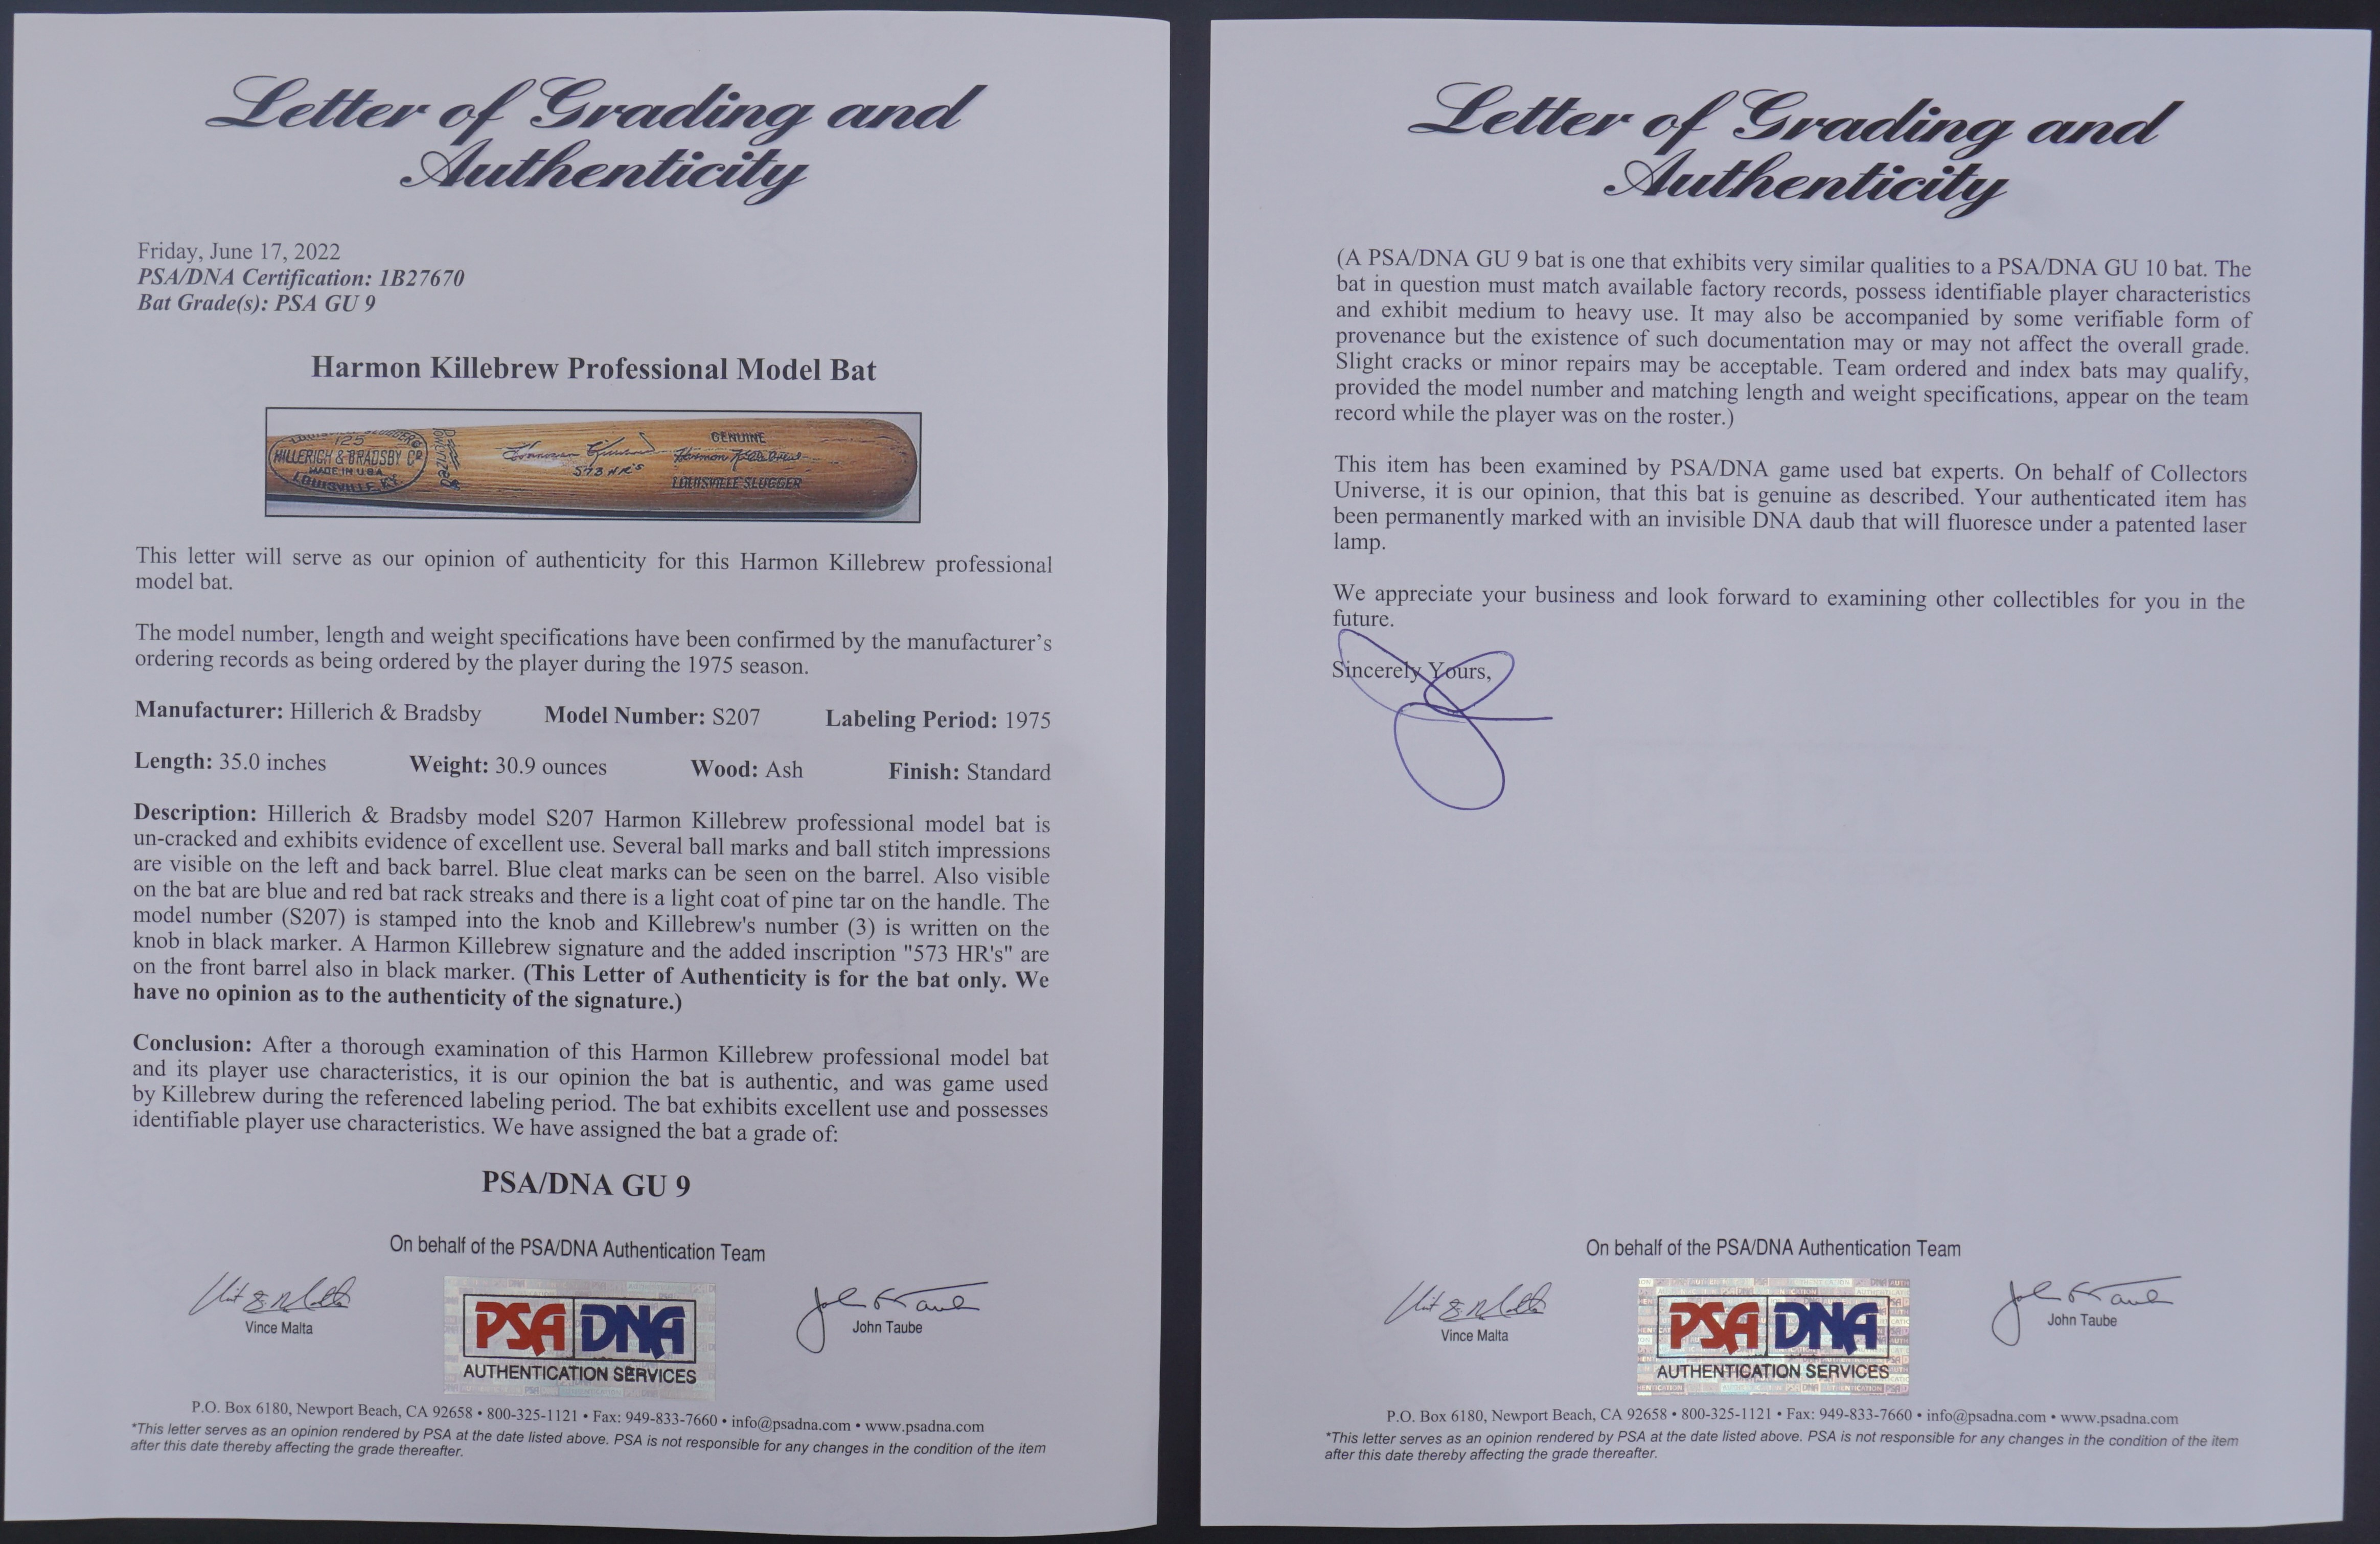 Letter of Grading and
Authenticity
Friday, June 17, 2022
PSA/DNA Certification: 1B27670
Bat Grade(s): PSA GU 9
Harmon Killebrew Professional Model Bat
125
HILLERICH & BRADSBY CO
MADE IN U.S.A.
LOUISVILLE, KY.
Powerized
Harmon Killebrew
573 HR's
GENUINE
Harmon Killebrew
LOUISVILLE SLUGGER
This letter will serve as our opinion of authenticity for this Harmon Killebrew professional
model bat.
The model number, length and weight specifications have been confirmed by the manufacturer's
ordering records as being ordered by the player during the 1975 season.
Manufacturer: Hillerich & Bradsby Model Number: S207 Labeling Period: 1975
Length: 35.0 inches Weight: 30.9 ounces Wood: Ash Finish: Standard
Description: Hillerich & Bradsby model S207 Harmon Killebrew professional model bat is
un-cracked and exhibits evidence of excellent use. Several ball marks and ball stitch impressions
are visible on the left and back barrel. Blue cleat marks can be seen on the barrel. Also visible
on the bat are blue and red bat rack streaks and there is a light coat of pine tar on the handle. The
model number (S207) is stamped into the knob and Killebrew's number (3) is written on the
knob in black marker. A Harmon Killebrew signature and the added inscription "573 HR's" are
on the front barrel also in black marker. (This Letter of Authenticity is for the bat only. We
have no opinion as to the authenticity of the signature.)
Conclusion: After a thorough examination of this Harmon Killebrew professional model bat
and its player use characteristics, it is our opinion the bat is authentic, and was game used
by Killebrew during the referenced labeling period. The bat exhibits excellent use and possesses
identifiable player use characteristics. We have assigned the bat a grade of:
PSA/DNA GU 9
On behalf of the PSA/DNA Authentication Team
Vince Malta
PSA DNA
AUTHENTICATION SERVICES
John Taube
P.O. Box 6180, Newport Beach, CA 92658 • 800-325-1121 • Fax: 949-833-7660 • info@psadna.com • www.psadna.com
*This letter serves as an opinion rendered by PSA at the date listed above. PSA is not responsible for any changes in the condition of the item
after this date thereby affecting the grade thereafter.
Letter of Grading and
Authenticity
(A PSA/DNA GU 9 bat is one that exhibits very similar qualities to a PSA/DNA GU 10 bat. The
bat in question must match available factory records, possess identifiable player characteristics
and exhibit medium to heavy use. It may also be accompanied by some verifiable form of
provenance but the existence of such documentation may or may not affect the overall grade.
Slight cracks or minor repairs may be acceptable. Team ordered and index bats may qualify,
provided the model number and matching length and weight specifications, appear on the team
record while the player was on the roster.)
This item has been examined by PSA/DNA game used bat experts. On behalf of Collectors
Universe, it is our opinion, that this bat is genuine as described. Your authenticated item has
been permanently marked with an invisible DNA daub that will fluoresce under a patented laser
lamp.
We appreciate your business and look forward to examining other collectibles for you in the
future.
Sincerely Yours,
On behalf of the PSA/DNA Authentication Team
Vince Malta
PSA DNA
AUTHENTICATION SERVICES
John Taube
P.O. Box 6180, Newport Beach, CA 92658 • 800-325-1121 • Fax: 949-833-7660 • info@psadna.com • www.psadna.com
*This letter serves as an opinion rendered by PSA at the date listed above. PSA is not responsible for any changes in the condition of the item
after this date thereby affecting the grade thereafter.